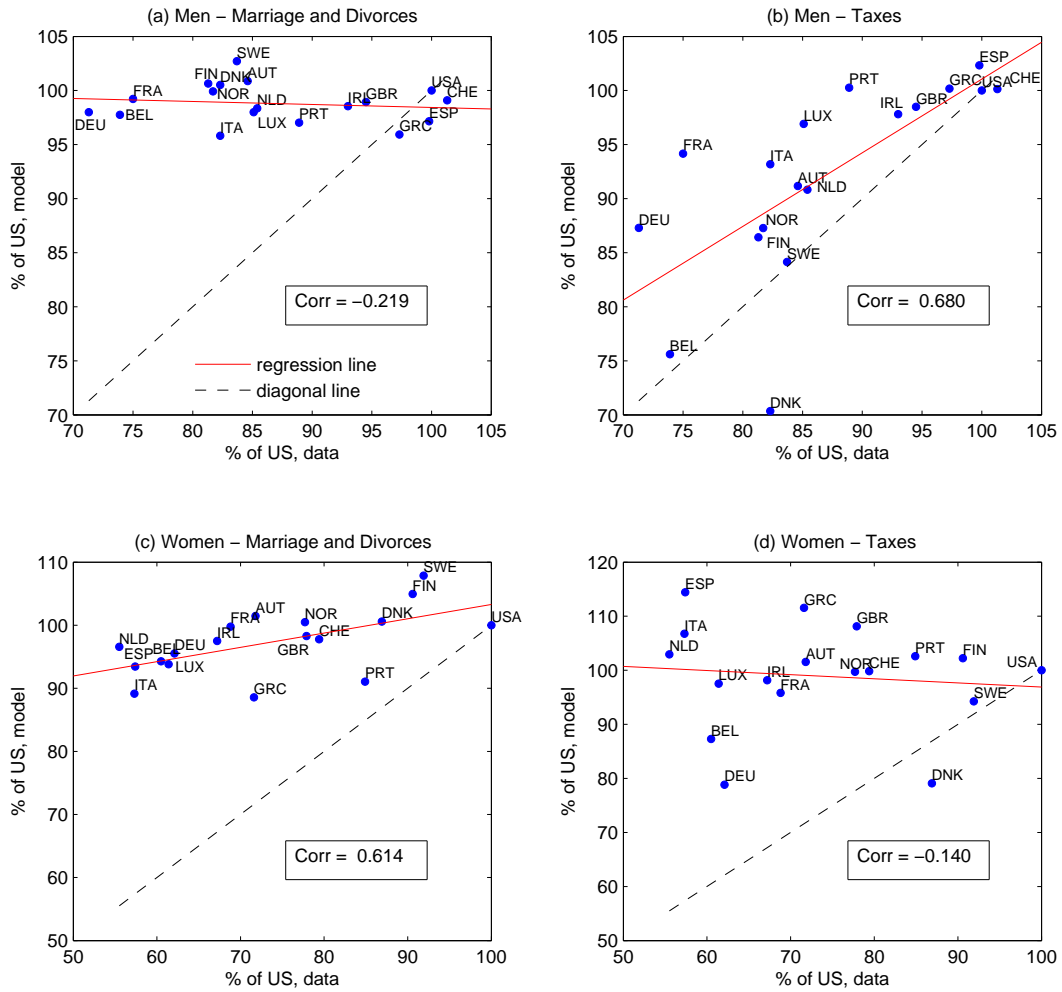 (a) Men − Marriage and Divorces
% of US, model
105
100
95
90
85
80
75
70
SWE
FIN
DNK
AUT
NOR
FRA
DEU
BEL
ITA
NLD
LUX
PRT
IRL
GBR
USA
CHE
ESP
GRC
Corr = −0.219
regression line
diagonal line
70 75 80 85 90 95 100 105
% of US, data
(b) Men − Taxes
% of US, model
105
100
95
90
85
80
75
70
ESP
PRT
GRC
USA
CHE
GBR
IRL
LUX
FRA
ITA
AUT
NLD
DEU
NOR
FIN
SWE
BEL
DNK
Corr = 0.680
70 75 80 85 90 95 100 105
% of US, data
(c) Women − Marriage and Divorces
% of US, model
110
100
90
80
70
60
50
SWE
FIN
USA
AUT
FRA
NOR
DNK
IRL
GBR
CHE
NLD
DEU
BEL
ESP
LUX
ITA
GRC
PRT
Corr = 0.614
50 60 70 80 90 100
% of US, data
(d) Women − Taxes
% of US, model
120
110
100
90
80
70
60
50
ESP
GRC
ITA
GBR
NLD
AUT
PRT
FIN
USA
NOR
CHE
LUX
IRL
FRA
SWE
BEL
DEU
DNK
Corr = −0.140
50 60 70 80 90 100
% of US, data